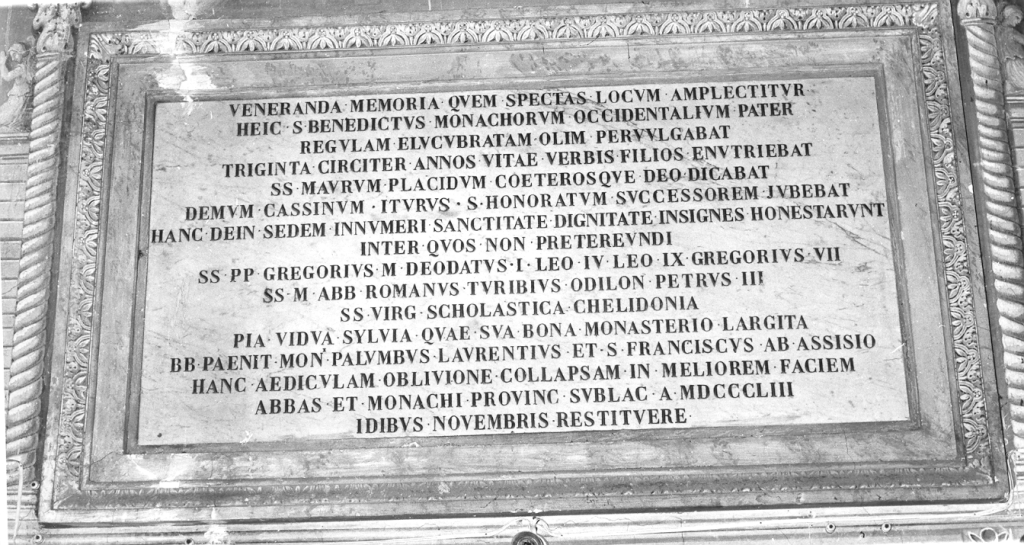 VENERANDA·MEMORIA·QVEM·SPECTAS·LOCVM·AMPLECTITVR
HEIC·S·BENEDICTVS·MONACHORVM·OCCIDENTALIVM·PATER
REGVLAM·ELVCVBRATAM·OLIM·PERVVLGABAT
TRIGINTA·CIRCITER·ANNOS·VITAE·VERBIS·FILIOS·ENVTRIEBAT
SS·MAVRVM·PLACIDVM·COETEROSQVE·DEO·DICABAT
DEMVM·CASSINVM·ITVRVS·S·HONORATVM·SVCCESSOREM·IVBEBAT
HANC·DEIN·SEDEM·INNVMERI·SANCTITATE·DIGNITATE·INSIGNES·HONESTARVNT
INTER·QVOS·NON·PRETEREVNDI
SS·PP·GREGORIVS·M·DEODATVS·I·LEO·IV·LEO·IX·GREGORIVS·VII
SS·M·ABB·ROMANVS·TVRIBIVS·ODILON·PETRVS·III
SS·VIRG·SCHOLASTICA·CHELIDONIA
PIA·VIDVA·SYLVIA·QVAE·SVA·BONA·MONASTERIO·LARGITA
BB·PAENIT·MON·PALVMBVS·LAVRENTIVS·ET·S·FRANCISCVS·AB·ASSISIO
HANC·AEDICVLAM·OBLIVIONE·COLLAPSAM·IN·MELIOREM·FACIEM
ABBAS·ET·MONACHI·PROVINC·SVBLAC·A·MDCCCLIII
IDIBVS·NOVEMBRIS·RESTITVERE